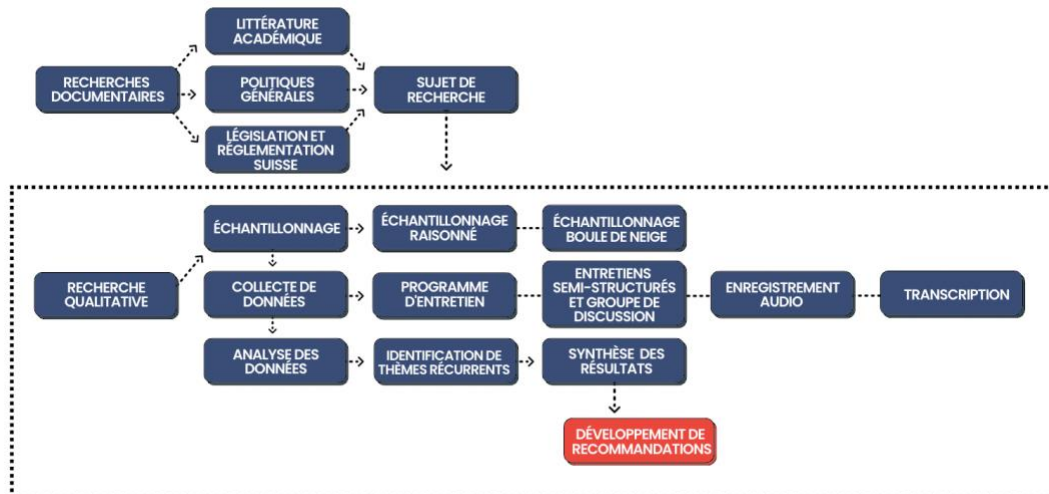 LITTÉRATURE
ACADÉMIQUE
RECHERCHES
DOCUMENTAIRES
POLITIQUES
GÉNÉRALES
SUJET DE
RECHERCHE
LÉGISLATION ET
RÉGLEMENTATION
SUISSE
ÉCHANTILLONNAGE
ÉCHANTILLONNAGE
RAISONNÉ
ÉCHANTILLONNAGE
BOULE DE NEIGE
RECHERCHE
QUALITATIVE
COLLECTE DE
DONNÉES
PROGRAMME
D'ENTRETIEN
ENTRETIENS
SEMI-STRUCTURÉS
ET GROUPE DE
DISCUSSION
ENREGISTREMENT
AUDIO
TRANSCRIPTION
ANALYSE DES
DONNÉES
IDENTIFICATION DE
THÈMES RÉCURRENTS
SYNTHÈSE DES
RÉSULTATS
DÉVELOPPEMENT DE
RECOMMANDATIONS